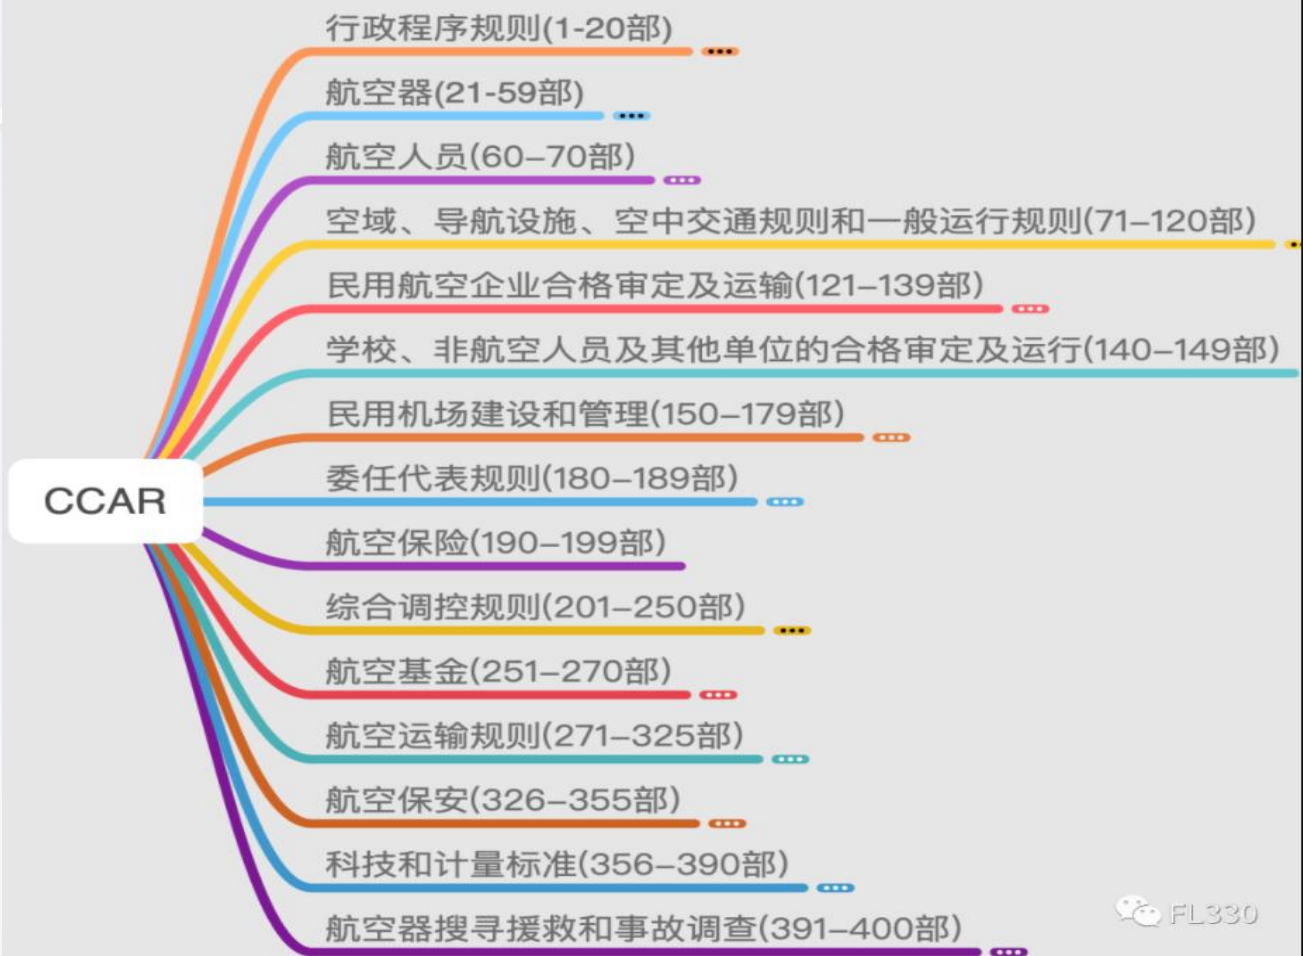 行政程序规则(1-20部)
航空器(21-59部)
航空人员(60–70部)
空域、导航设施、空中交通规则和一般运行规则(71–120部)
民用航空企业合格审定及运输(121–139部)
学校、非航空人员及其他单位的合格审定及运行(140–149部)
民用机场建设和管理(150–179部)
委任代表规则(180–189部)
CCAR
航空保险(190–199部)
综合调控规则(201–250部)
航空基金(251–270部)
航空运输规则(271–325部)
航空保安(326–355部)
科技和计量标准(356–390部)
航空器搜寻援救和事故调查(391–400部)
FL330